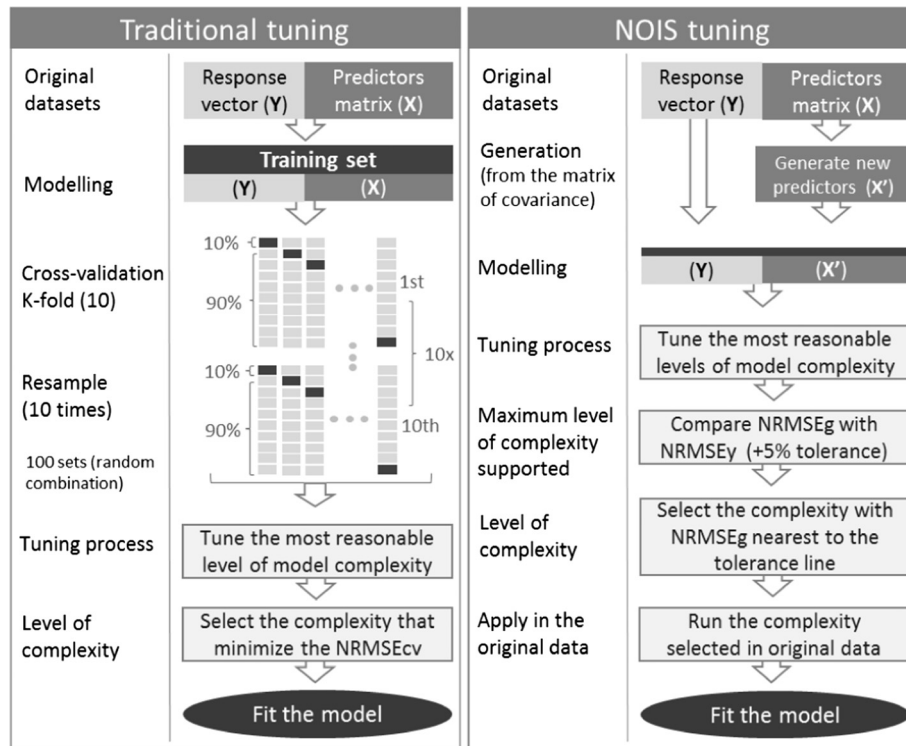 Traditional tuning
Original
datasets
Response
vector (Y)
Predictors
matrix (X)
Modelling
Training set
(Y)
(X)
Cross-validation
K-fold (10)
10%
90%
1st
10x
Resample
(10 times)
10%
90%
10th
100 sets (random
combination)
Tuning process
Tune the most reasonable
level of model complexity
Level of
complexity
Select the complexity that
minimize the NRMSEcv
Fit the model
NOIS tuning
Original
datasets
Response
vector (Y)
Predictors
matrix (X)
Generation
(from the matrix
of covariance)
Generate new
predictors (X')
Modelling
(Y)
(X')
Tuning process
Tune the most reasonable
levels of model complexity
Maximum level
of complexity
supported
Compare NRMSEg with
NRMSEy (+5% tolerance)
Level of
complexity
Select the complexity with
NRMSEg nearest to the
tolerance line
Apply in the
original data
Run the complexity
selected in original data
Fit the model